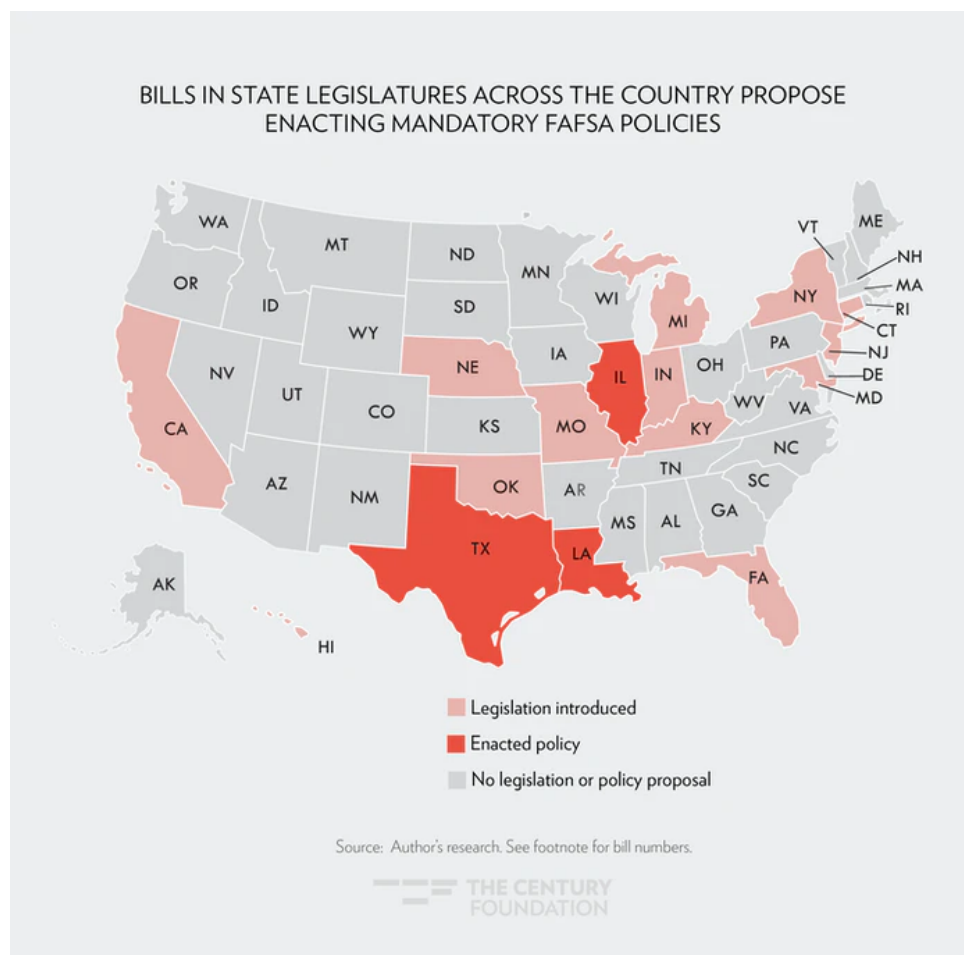 BILLS IN STATE LEGISLATURES ACROSS THE COUNTRY PROPOSE
ENACTING MANDATORY FAFSA POLICIES
WA
MT
ND
MN
VT
ME
NH
OR
ID
SD
WI
MA
NY
RI
WY
MI
CT
NV
NE
IA
IL
IN
OH
PA
NJ
DE
UT
CO
KS
MO
KY
WV
VA
MD
CA
AZ
NM
OK
AR
TN
NC
SC
MS
AL
GA
TX
LA
FA
AK
HI
Legislation introduced
Enacted policy
No legislation or policy proposal
Source: Author's research. See footnote for bill numbers.
THE CENTURY
FOUNDATION